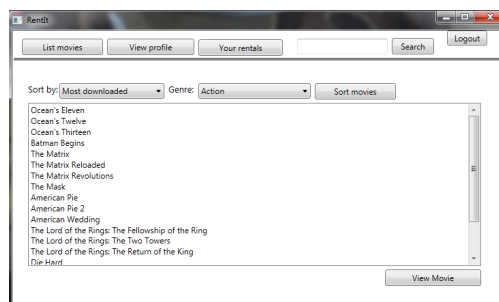 RentIt
Logout
List movies View profile Your rentals Search
Sort by: Most downloaded Genre: Action Sort movies
Ocean's Eleven
Ocean's Twelve
Ocean's Thirteen
Batman Begins
The Matrix
The Matrix Reloaded
The Matrix Revolutions
The Mask
American Pie
American Pie 2
American Wedding
The Lord of the Rings: The Fellowship of the Ring
The Lord of the Rings: The Two Towers
The Lord of the Rings: The Return of the King
Die Hard
View Movie